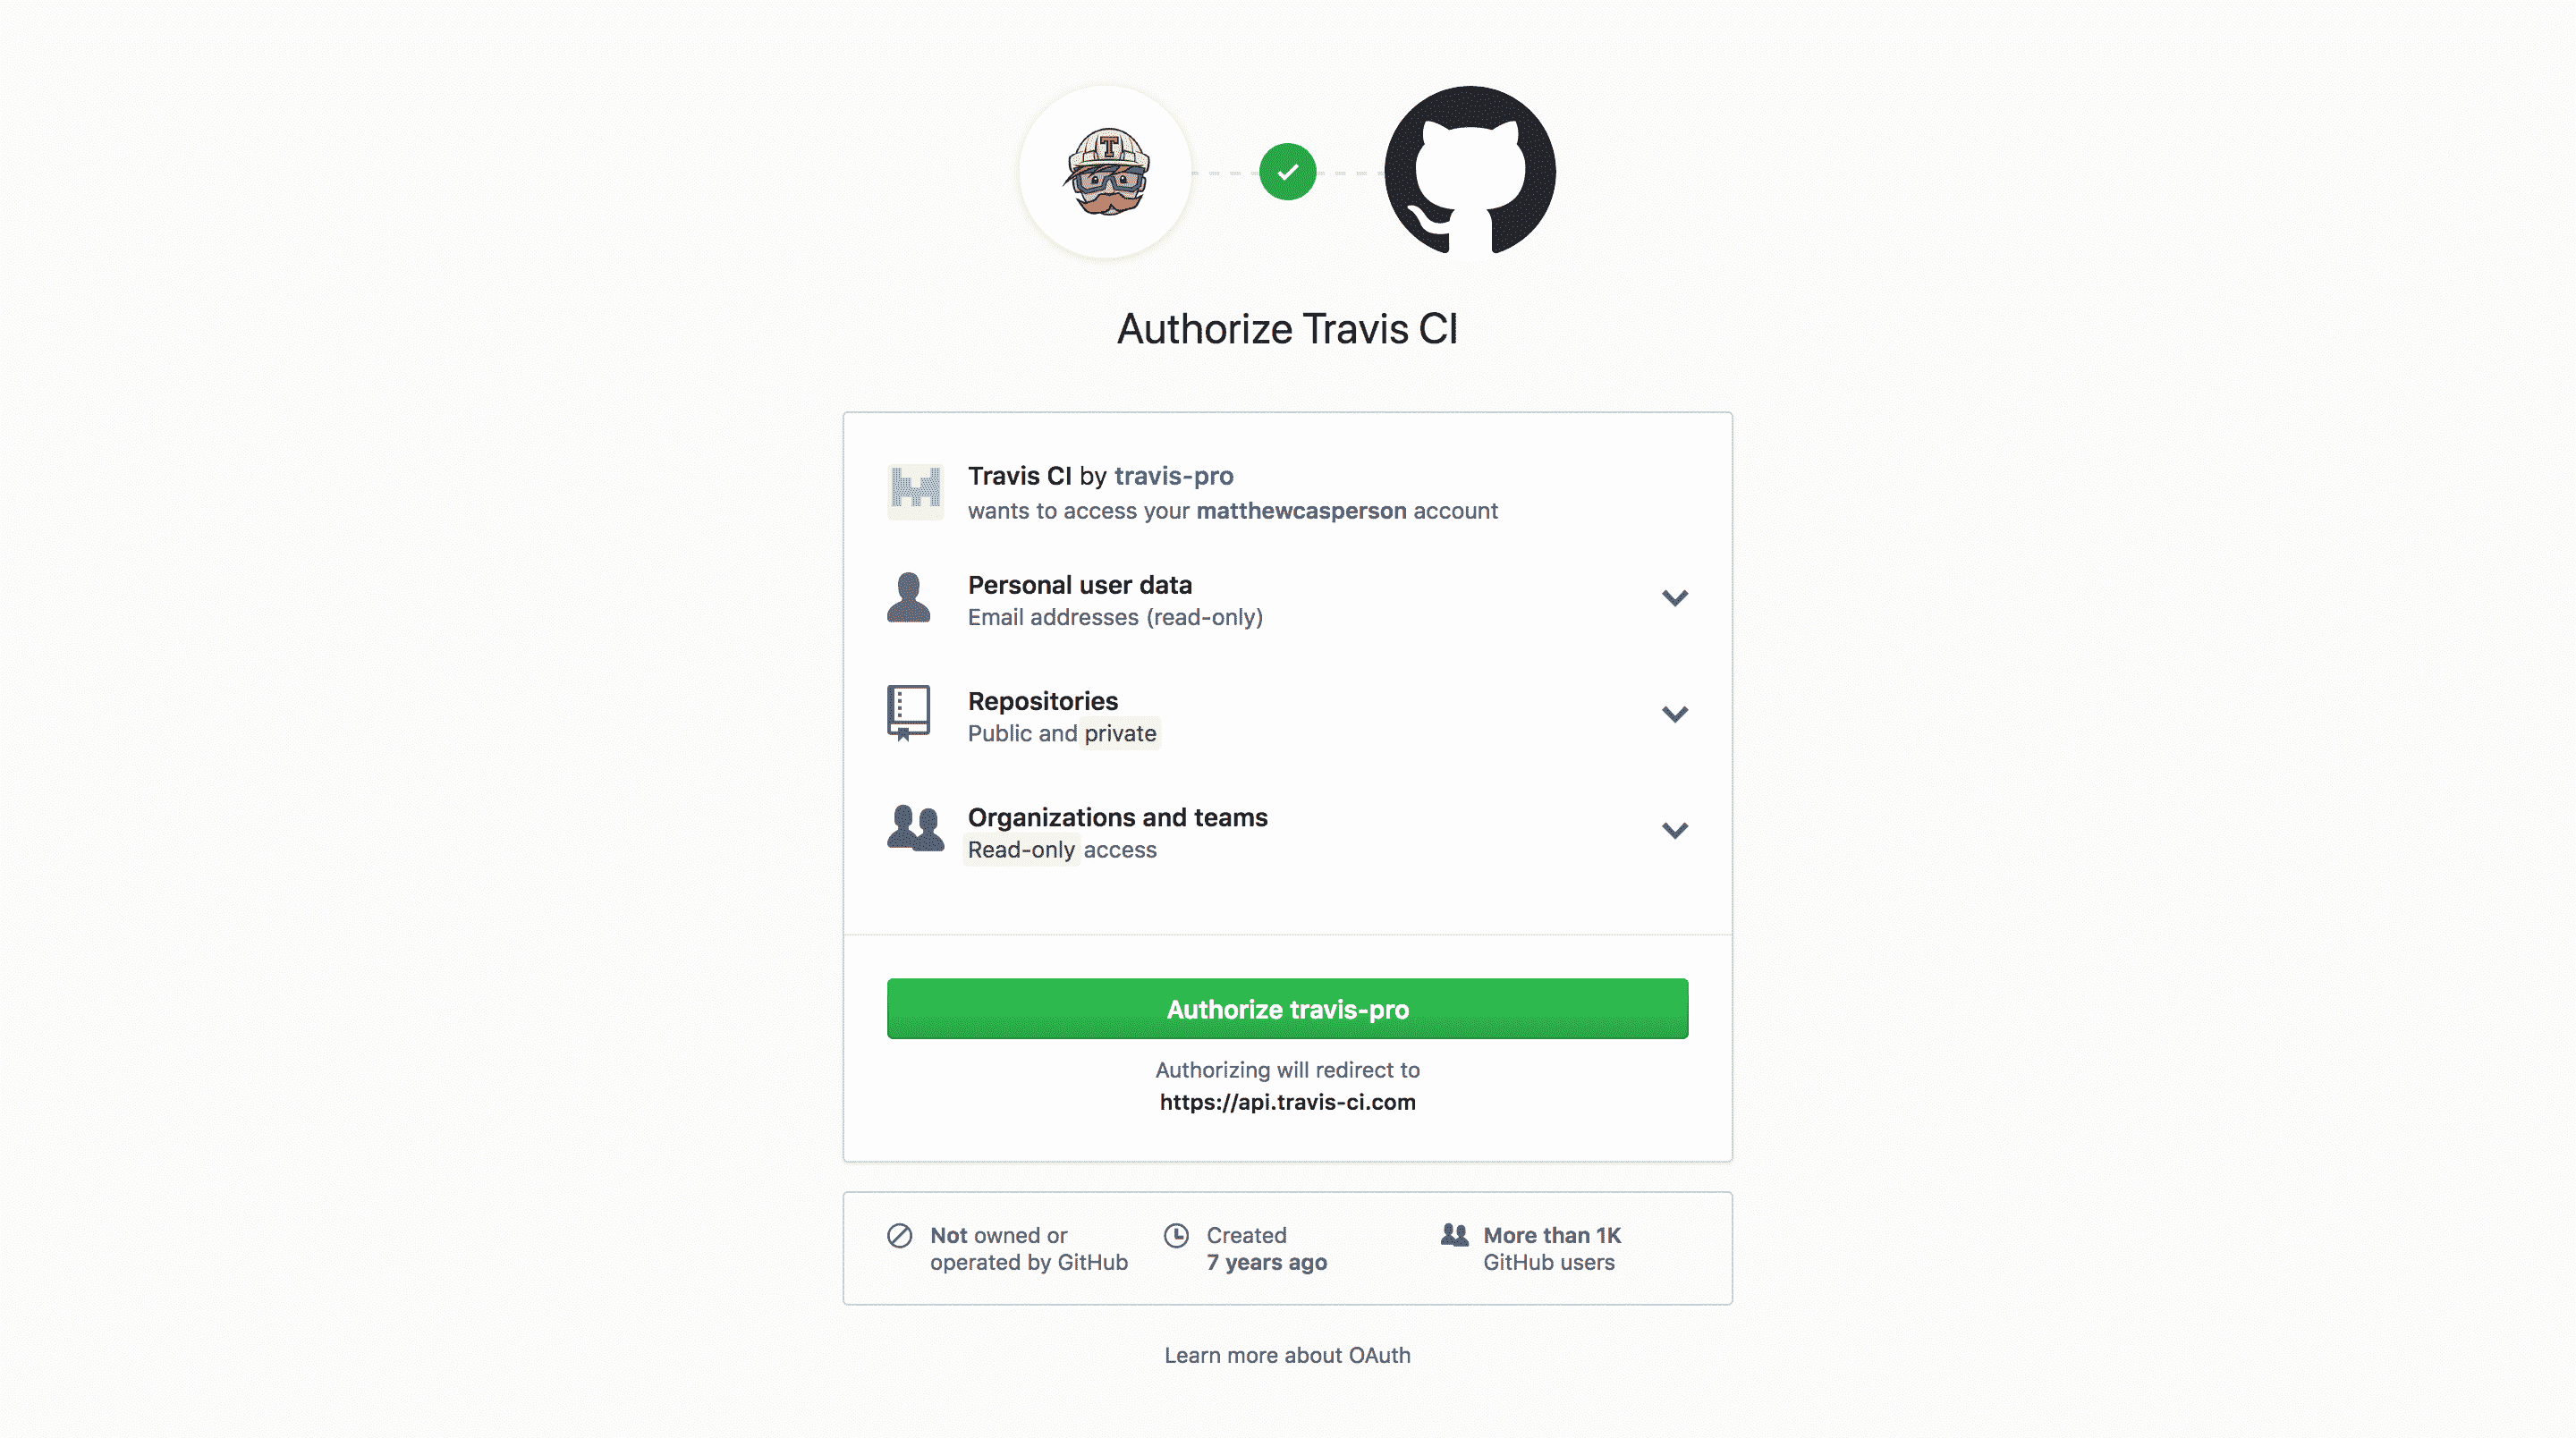 T
Authorize Travis CI
Travis CI by travis-pro
wants to access your matthewcasperson account
Personal user data
Email addresses (read-only)
Repositories
Public and private
Organizations and teams
Read-only access
Authorize travis-pro
Authorizing will redirect to
https://api.travis-ci.com
Not owned or
operated by GitHub
Created
7 years ago
More than 1K
GitHub users
Learn more about OAuth